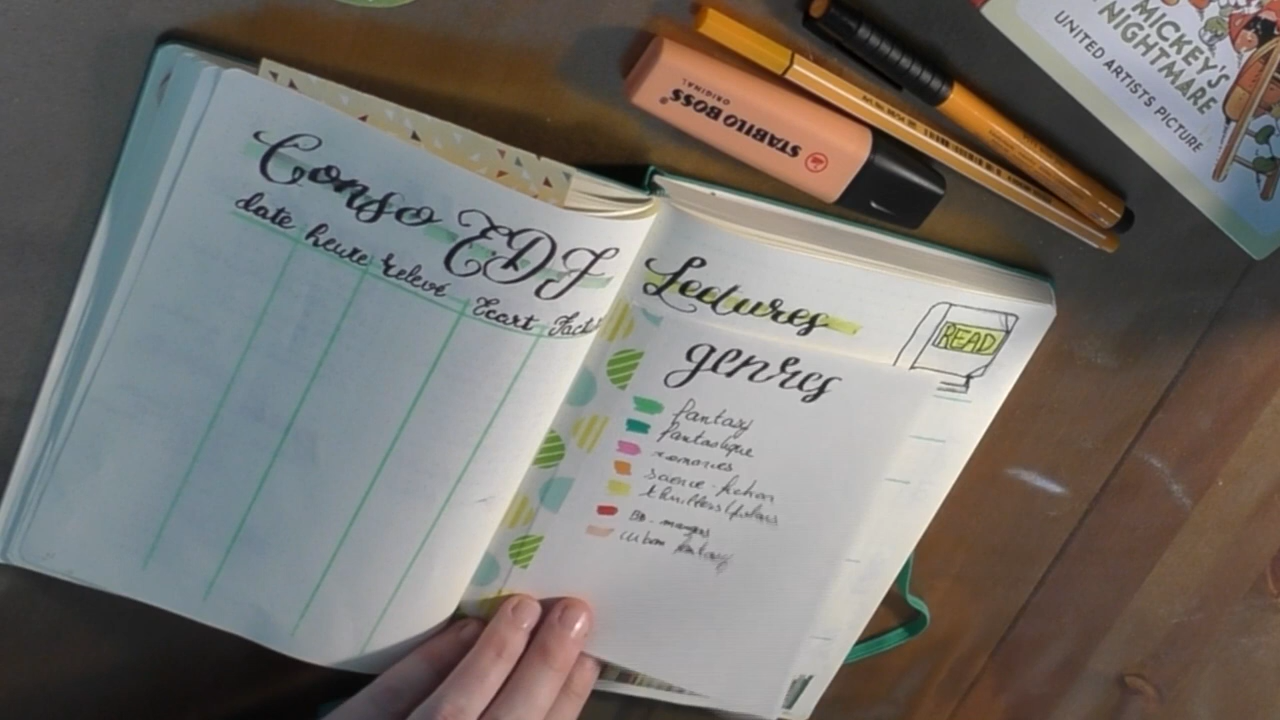 Conso EDF
date heure relevé Ecart Fact
Lectures
READ
genres
fantasy
fantastique
romances
science-fiction
thrillers/polars
BD-mangas
urban fantasy
STABILO BOSS
ORIGINAL
MICKEY'S
NIGHTMARE
UNITED ARTISTS PICTURE